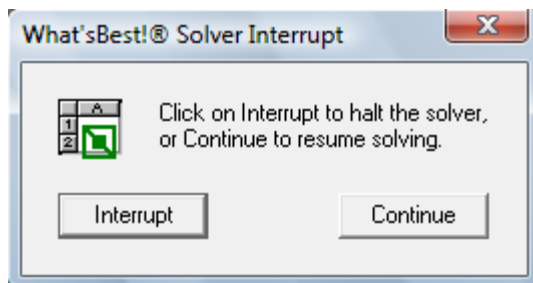 What'sBest!® Solver Interrupt
A
1
2
Click on Interrupt to halt the solver,
or Continue to resume solving.
Interrupt
Continue